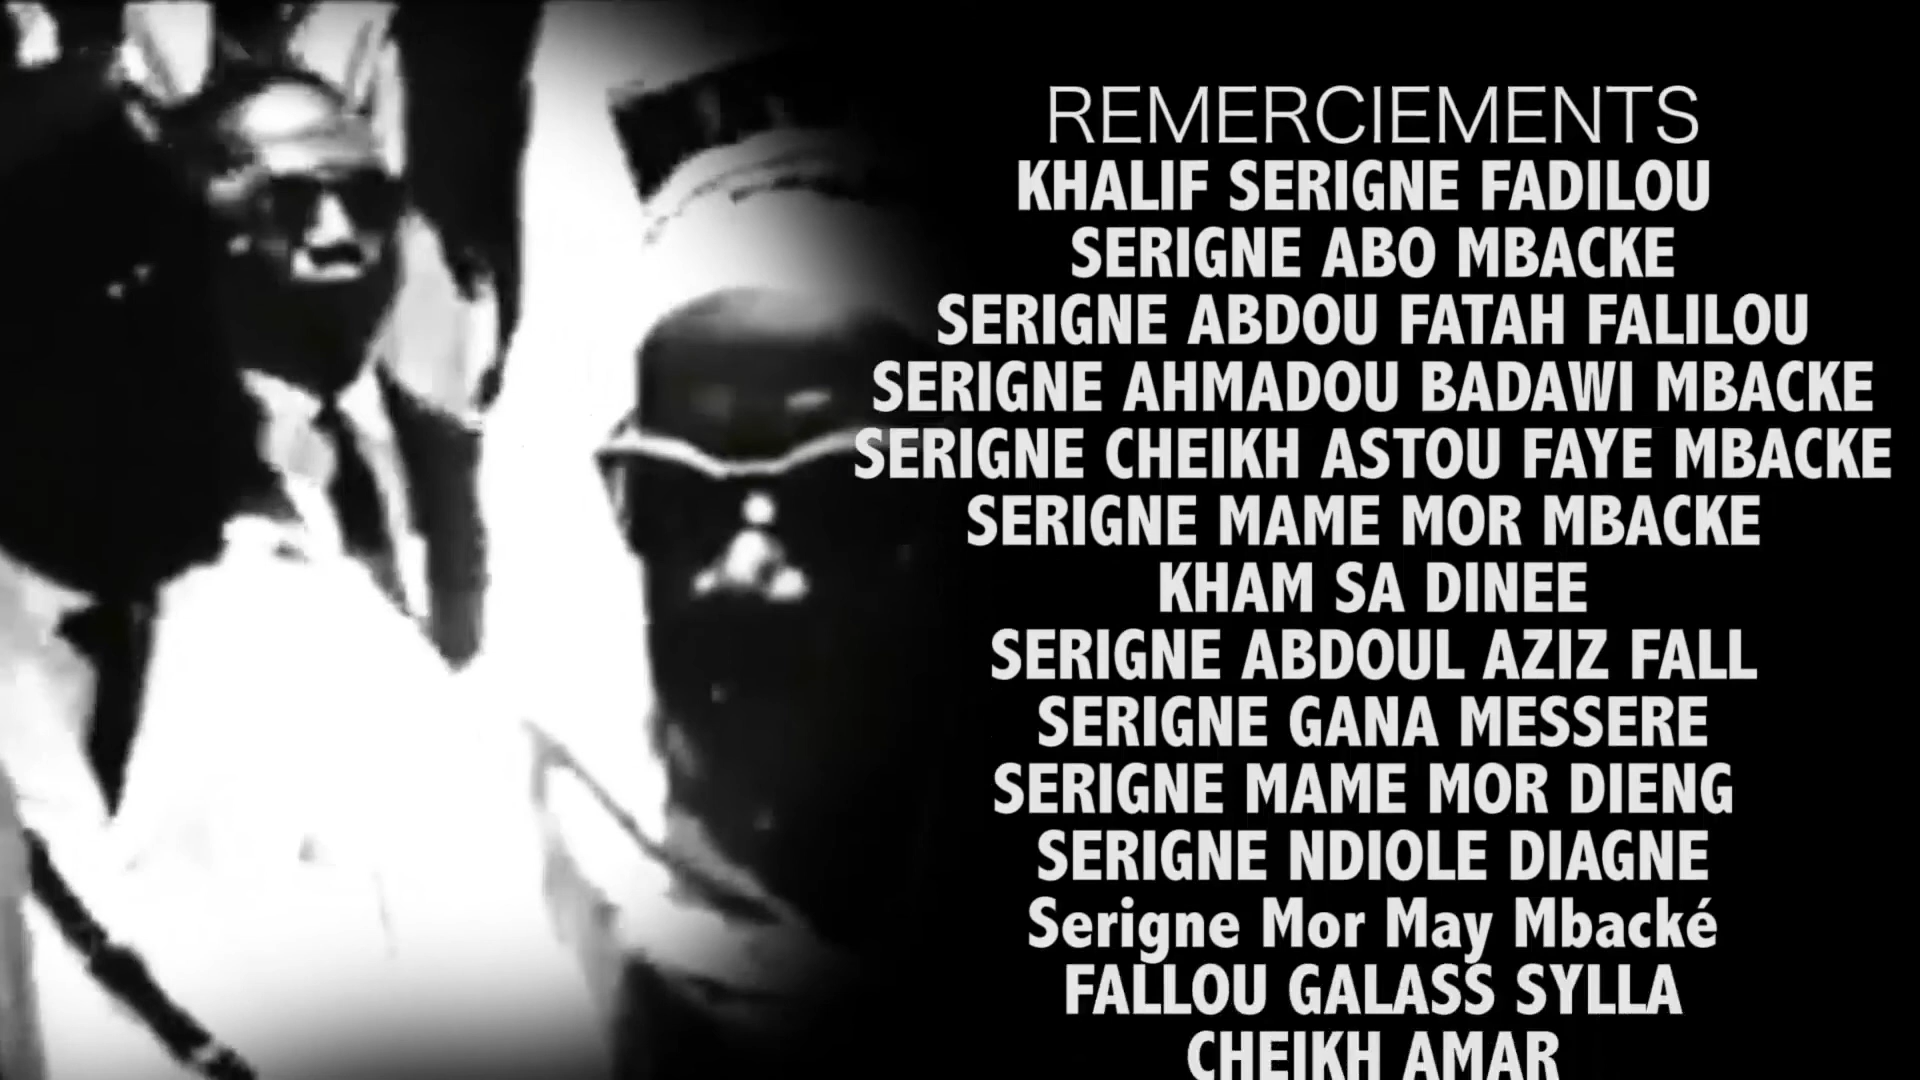 REMERCIEMENTS
KHALIF SERIGNE FADILOU
SERIGNE ABO MBACKE
SERIGNE ABDOU FATAH FALILOU
SERIGNE AHMADOU BADAWI MBACKE
SERIGNE CHEIKH ASTOU FAYE MBACKE
SERIGNE MAME MOR MBACKE
KHAM SA DINEE
SERIGNE ABDOUL AZIZ FALL
SERIGNE GANA MESSERE
SERIGNE MAME MOR DIENG
SERIGNE NDIOLE DIAGNE
Serigne Mor May Mbacké
FALLOU GALASS SYLLA
CHEIKH AMAR